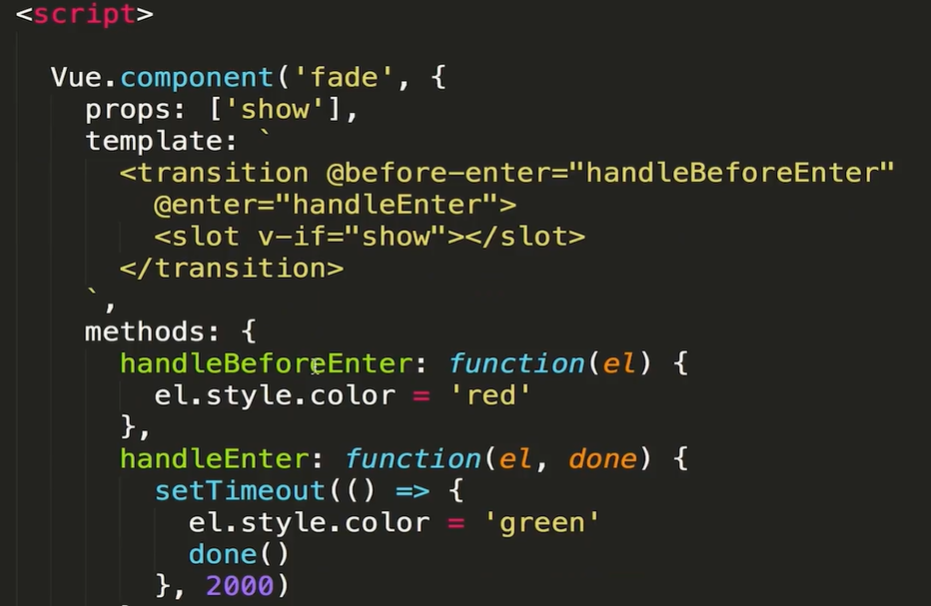 <script>
Vue.component('fade', {
props: ['show'],
template: `
<transition @before-enter="handleBeforeEnter"
@enter="handleEnter">
<slot v-if="show"></slot>
</transition>
`,
methods: {
handleBeforeEnter: function(el) {
el.style.color = 'red'
},
handleEnter: function(el, done) {
setTimeout(() => {
el.style.color = 'green'
done()
}, 2000)